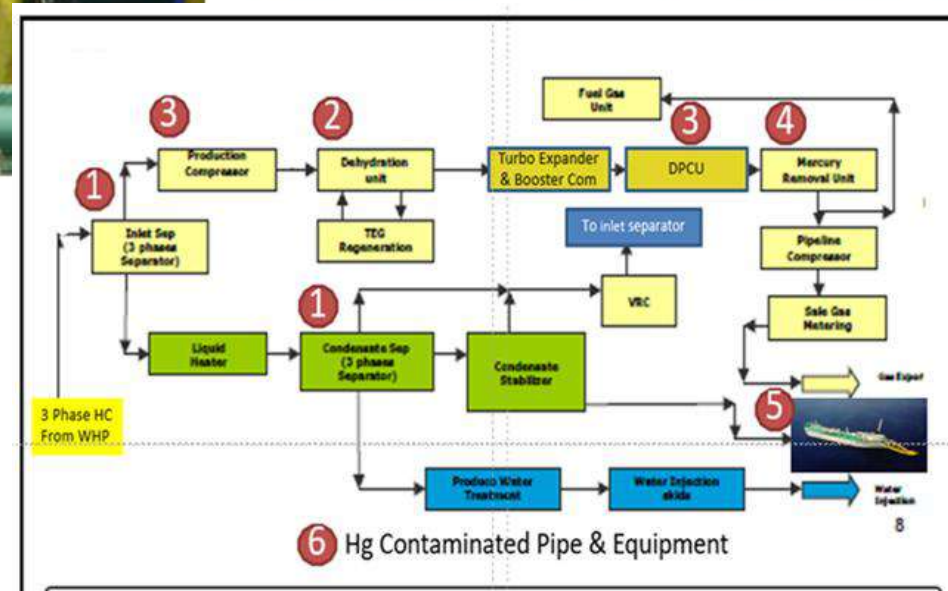 Fuel Gas
Unit
3
2
3
4
Production
Compressor
Dehydration
unit
Turbo Expander
& Booster Com
DPCU
Mercury
Removal Unit
1
Inlet Sep
(3 phases
Separator)
TEG
Regeneration
To inlet separator
Pipeline
Compressor
1
VRC
Sale Gas
Metering
Liquid
Heater
Condensate Sep
(3 phases
Separator)
Condensate
Stabilizer
Gas Export
5
3 Phase HC
From WHP
Produce Water
Treatment
Water Injection
skids
Water
Injection
8
6 Hg Contaminated Pipe & Equipment